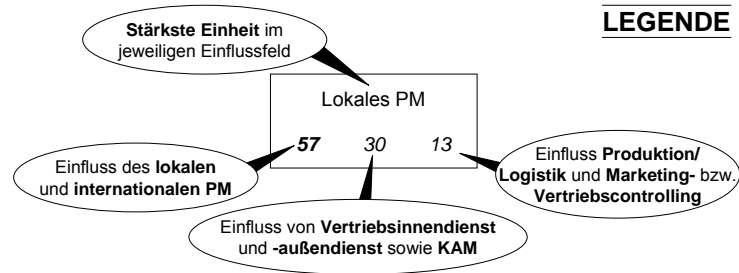 LEGENDE
Stärkste Einheit im
jeweiligen Einflussfeld
Lokales PM
57 30 13
Einfluss des lokalen
und internationalen PM
Einfluss Produktion/
Logistik und Marketing- bzw.
Vertriebscontrolling
Einfluss von Vertriebsinnendienst
und -außendienst sowie KAM